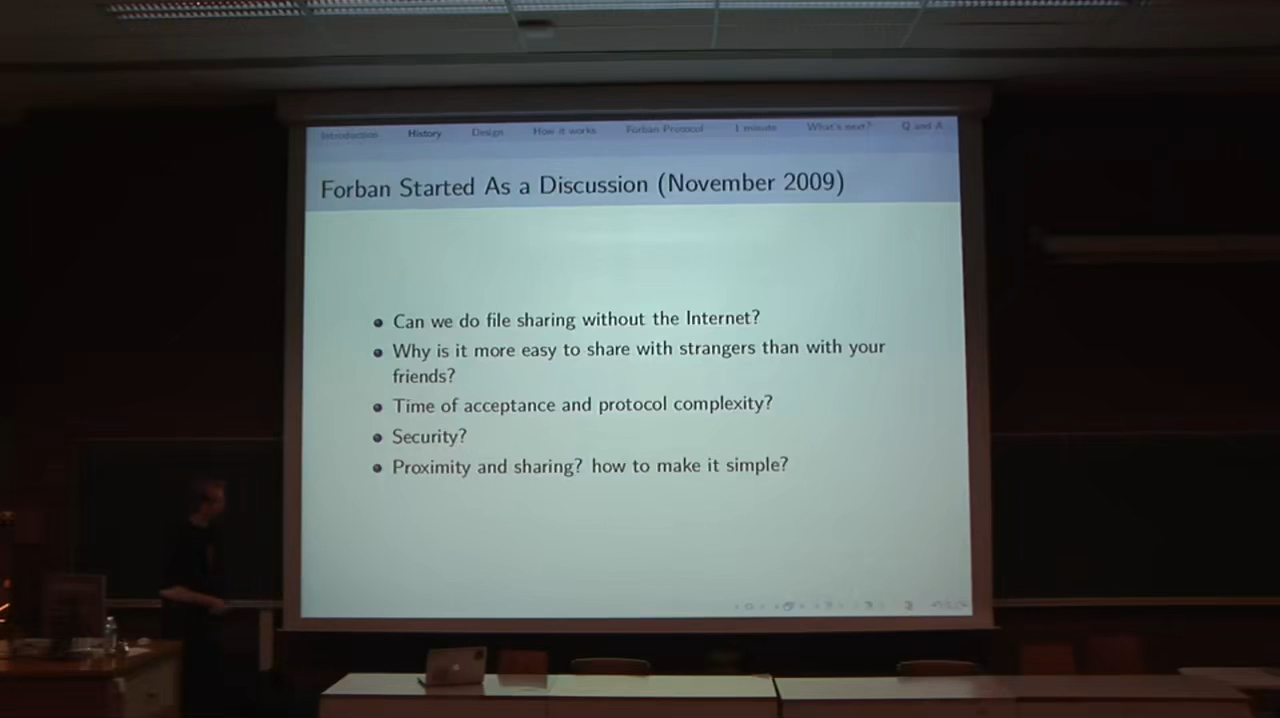 Introduction History Design How it works Forban Protocol 1 minute What's next? Q and A
Forban Started As a Discussion (November 2009)
Can we do file sharing without the Internet?
Why is it more easy to share with strangers than with your
friends?
Time of acceptance and protocol complexity?
Security?
Proximity and sharing? how to make it simple?